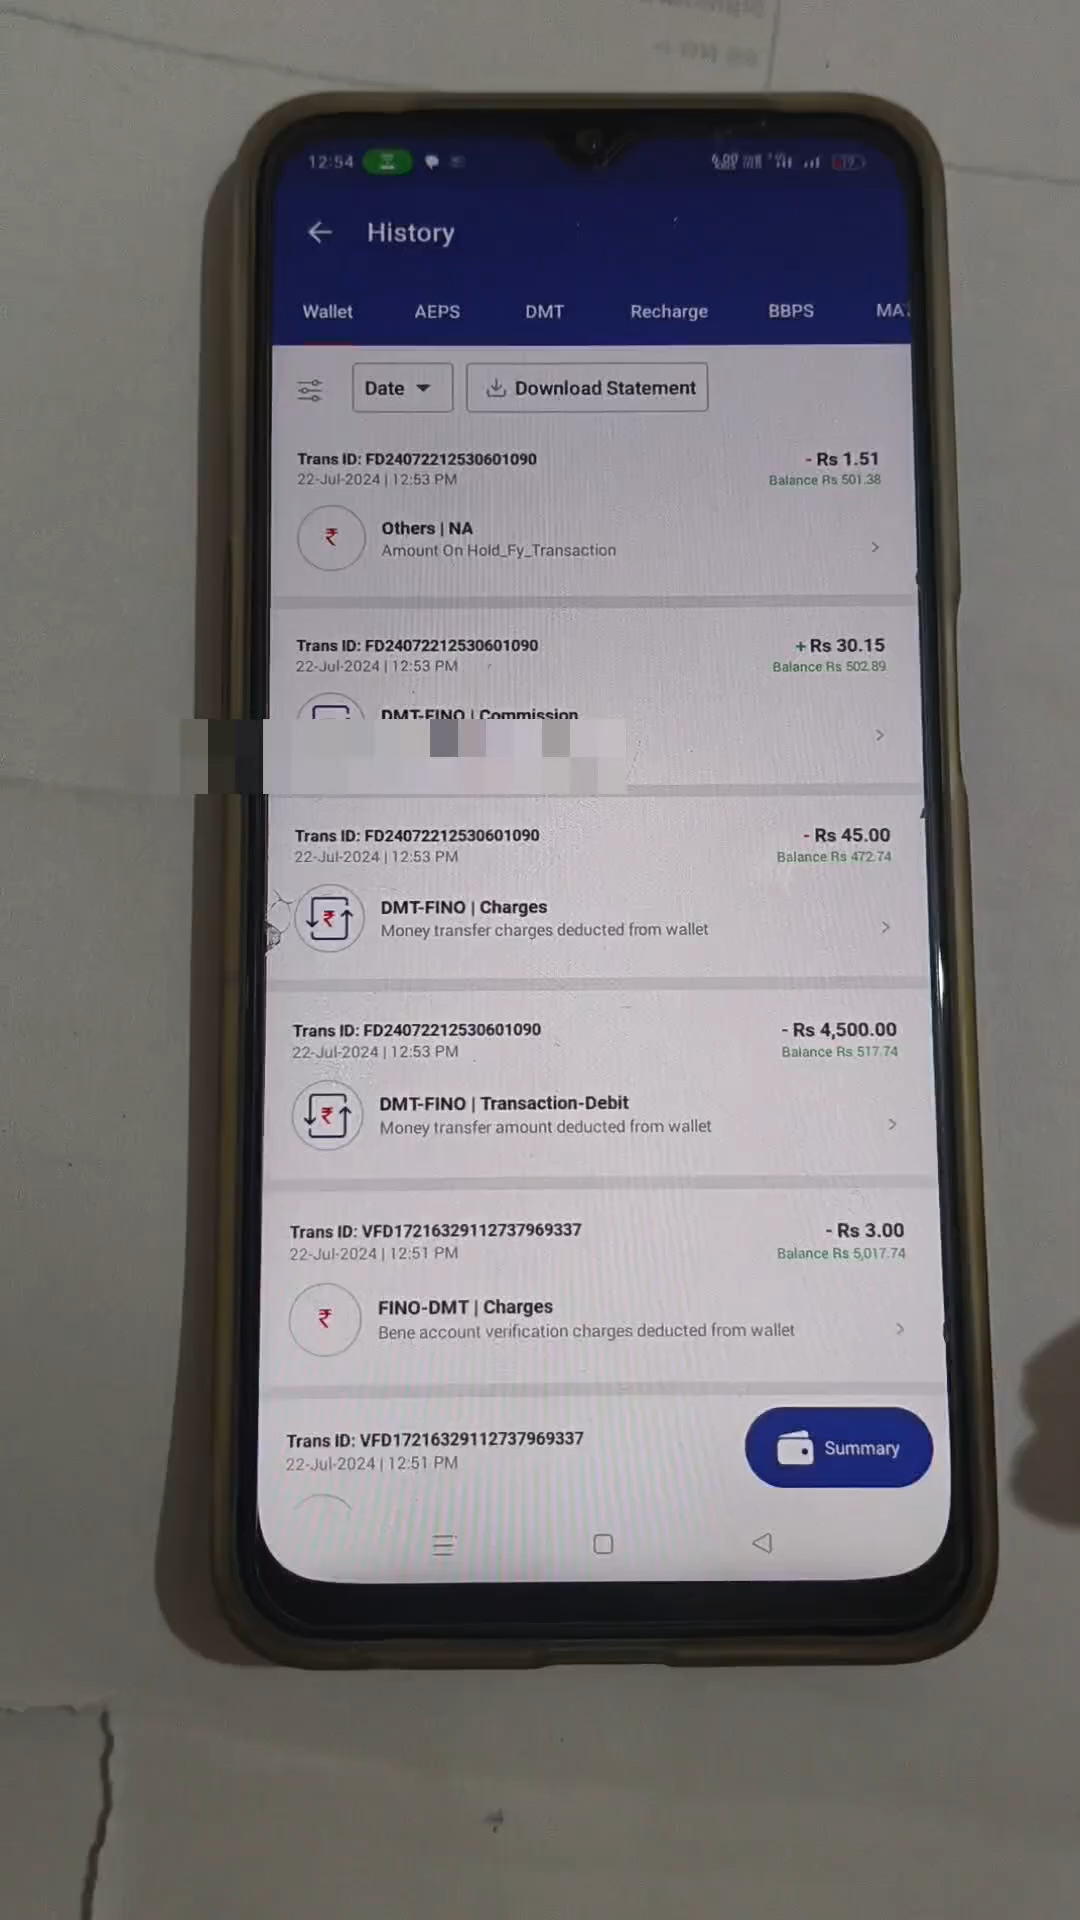 12:54
History
Wallet AEPS DMT Recharge BBPS
Date Download Statement
Trans ID: FD24072212530601090 - Rs 1.51
22-Jul-2024 | 12:53 PM Balance Rs 501.38
Others | NA
Amount On Hold_Fy_Transaction
Trans ID: FD24072212530601090 + Rs 30.15
22-Jul-2024 | 12:53 PM Balance Rs 502.89
DMT-FINO | Commission
Trans ID: FD24072212530601090 - Rs 45.00
22-Jul-2024 | 12:53 PM Balance Rs 472.74
DMT-FINO | Charges
Money transfer charges deducted from wallet
Trans ID: FD24072212530601090 - Rs 4,500.00
22-Jul-2024 | 12:53 PM Balance Rs 517.74
DMT-FINO | Transaction-Debit
Money transfer amount deducted from wallet
Trans ID: VFD17216329112737969337 - Rs 3.00
22-Jul-2024 | 12:51 PM Balance Rs 5,017.74
FINO-DMT | Charges
Bene account verification charges deducted from wallet
Trans ID: VFD17216329112737969337
22-Jul-2024 | 12:51 PM
Summary